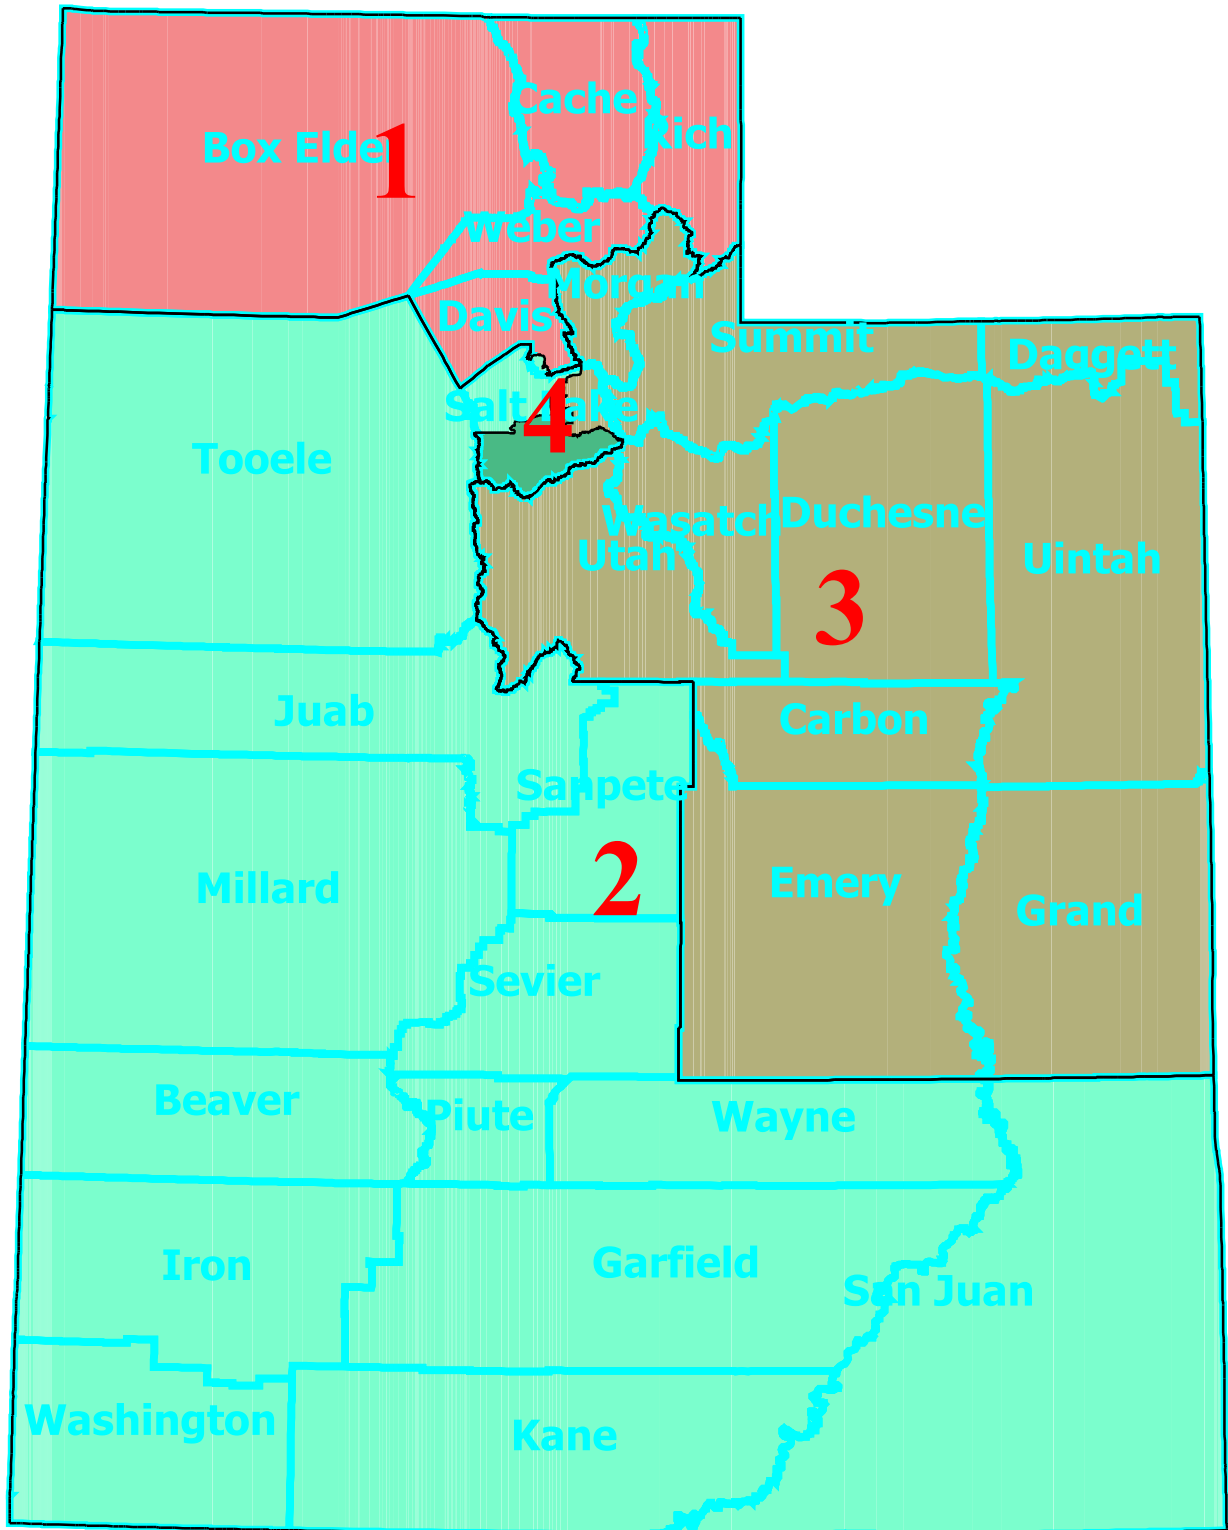 Cache
Rich
Box Elde
1
Weber
Morgan
Davis
Summit
Daggett
Salt Lake
4
Tooele
Wasatch
Duchesne
Utah
Uintah
3
Juab
Carbon
Sanpete
Millard
2
Emery
Grand
Sevier
Beaver
Piute
Wayne
Iron
Garfield
San Juan
Washington
Kane